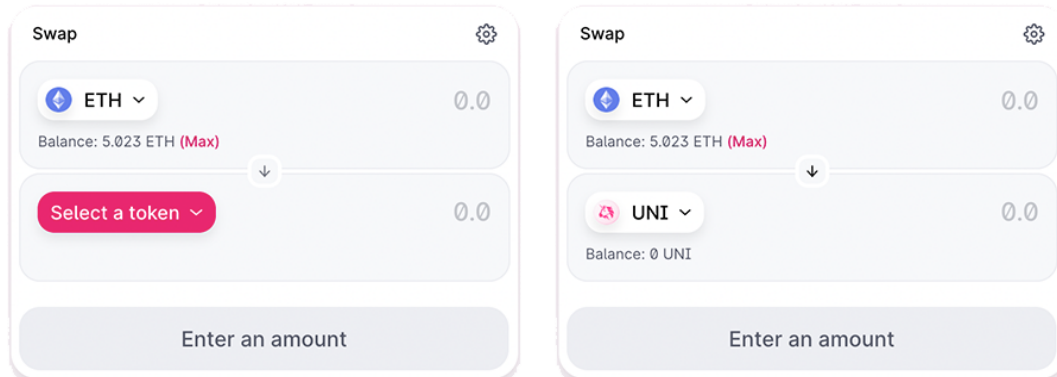 Swap
ETH
0.0
Balance: 5.023 ETH (Max)
Select a token
0.0
Enter an amount
Swap
ETH
0.0
Balance: 5.023 ETH (Max)
UNI
0.0
Balance: 0 UNI
Enter an amount